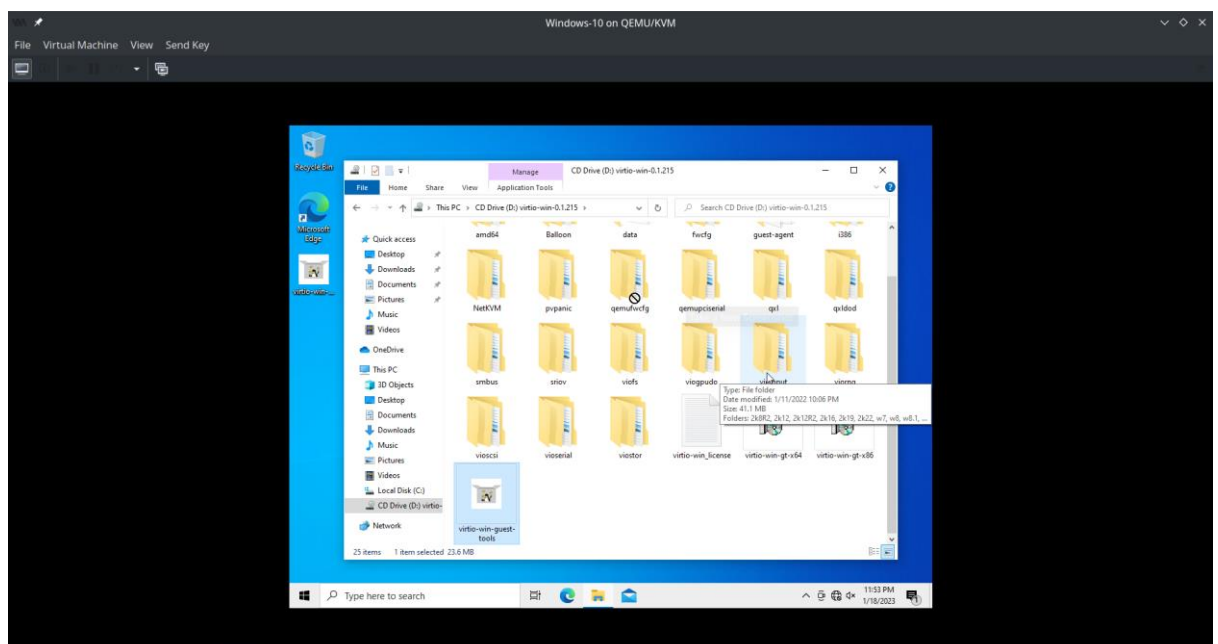 Windows-10 on QEMU/KVM
File Virtual Machine View Send Key
Recycle Bin
Microsoft Edge
virtio-win-...
Manage CD Drive (D:) virtio-win-0.1.215
File Home Share View Application Tools
This PC › CD Drive (D:) virtio-win-0.1.215 › Search CD Drive (D:) virtio-win-0.1.215
Quick access
Desktop
Downloads
Documents
Pictures
Music
Videos
OneDrive
This PC
3D Objects
Desktop
Documents
Downloads
Music
Pictures
Videos
Local Disk (C:)
CD Drive (D:) virtio-
Network
amd64 Balloon data fwcfg guest-agent i386
NetKVM pvpanic qemufwcfg qemupciserial qxl qxldod
smbus sriov viofs viogpudo viorng
Type: File folder
Date modified: 1/11/2022 10:06 PM
Size: 41.1 MB
Folders: 2k8R2, 2k12, 2k12R2, 2k16, 2k19, 2k22, w7, w8, w8.1, ...
vioscsi vioserial viostor virtio-win_license virtio-win-gt-x64 virtio-win-gt-x86
virtio-win-guest-
tools
25 items 1 item selected 23.6 MB
Type here to search
11:53 PM
1/18/2023